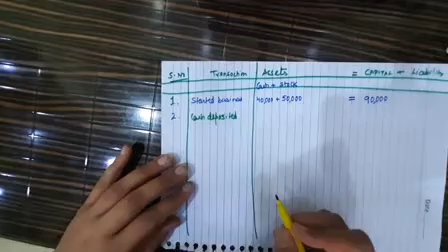 S.No Transaction Assets = CAPITAL - Liabili
Cash + Stock
1. Started business 40,000 + 50,000 = 90,000
2. Cash deposited
Date